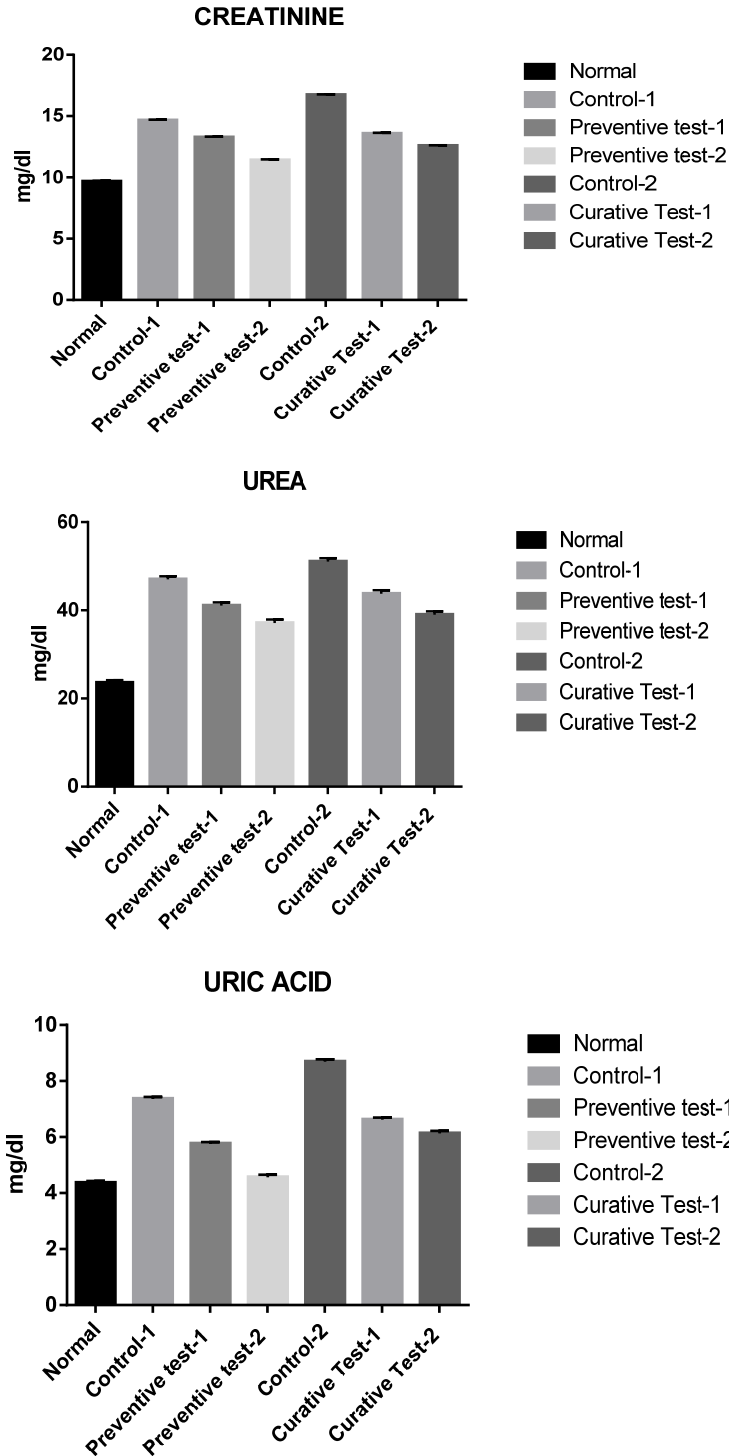 CREATININE
20
15
10
5
0
mg/dl
Normal
Control-1
Preventive test-1
Preventive test-2
Control-2
Curative Test-1
Curative Test-2
Normal
Control-1
Preventive test-1
Preventive test-2
Control-2
Curative Test-1
Curative Test-2
UREA
60
40
20
0
mg/dl
Normal
Control-1
Preventive test-1
Preventive test-2
Control-2
Curative Test-1
Curative Test-2
Normal
Control-1
Preventive test-1
Preventive test-2
Control-2
Curative Test-1
Curative Test-2
URIC ACID
10
8
6
4
2
0
mg/dl
Normal
Control-1
Preventive test-1
Preventive test-2
Control-2
Curative Test-1
Curative Test-2
Normal
Control-1
Preventive test-1
Preventive test-2
Control-2
Curative Test-1
Curative Test-2